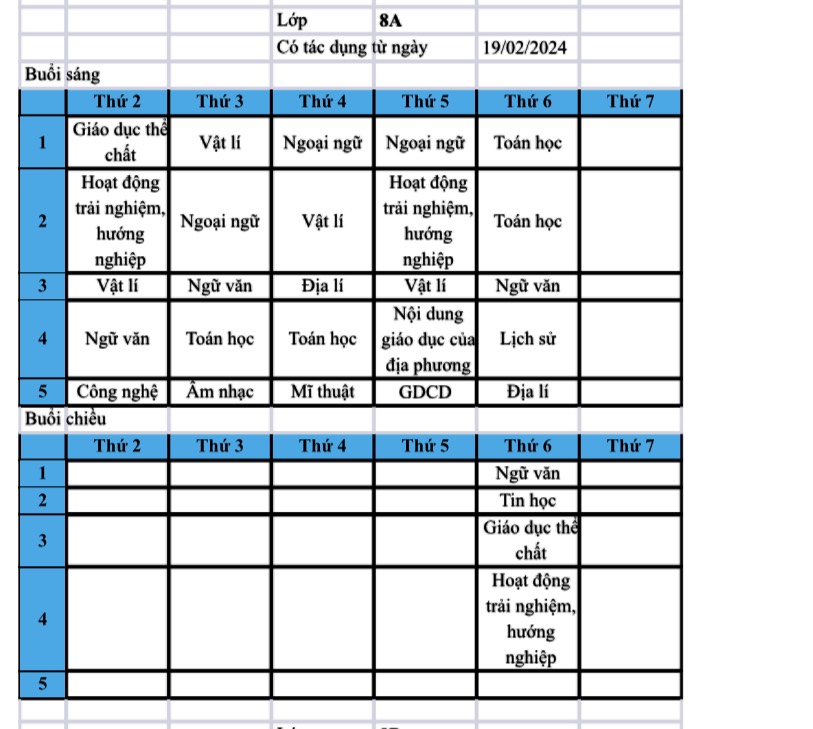 Lớp 8A
Có tác dụng từ ngày 19/02/2024
Buổi sáng
Thứ 2 Thứ 3 Thứ 4 Thứ 5 Thứ 6 Thứ 7
1 Giáo dục thể chất Vật lí Ngoại ngữ Ngoại ngữ Toán học
2 Hoạt động trải nghiệm, hướng nghiệp Ngoại ngữ Vật lí Hoạt động trải nghiệm, hướng nghiệp Toán học
3 Vật lí Ngữ văn Địa lí Vật lí Ngữ văn
4 Ngữ văn Toán học Toán học Nội dung giáo dục của địa phương Lịch sử
5 Công nghệ Âm nhạc Mĩ thuật GDCD Địa lí
Buổi chiều
Thứ 2 Thứ 3 Thứ 4 Thứ 5 Thứ 6 Thứ 7
1 Ngữ văn
2 Tin học
3 Giáo dục thể chất
4 Hoạt động trải nghiệm, hướng nghiệp
5